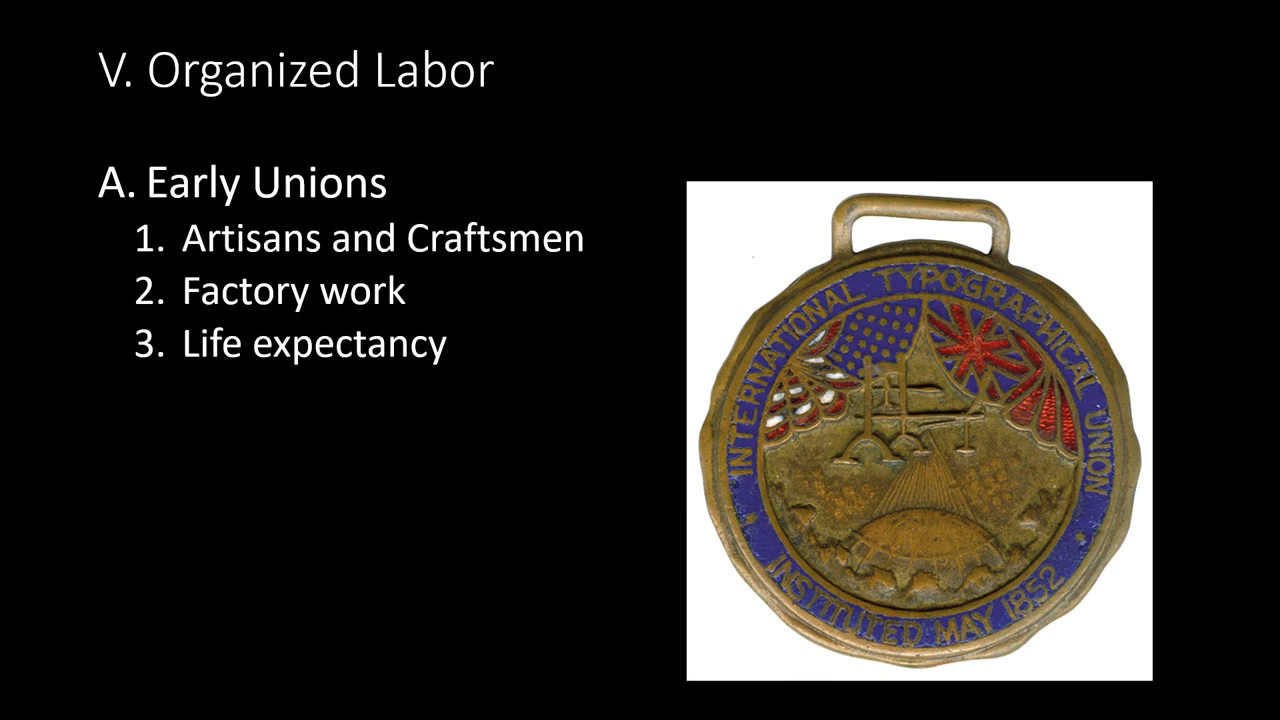 V. Organized Labor
A. Early Unions
1. Artisans and Craftsmen
2. Factory work
3. Life expectancy
INTERNATIONAL TYPOGRAPHICAL UNION
INSTITUTED MAY 1852